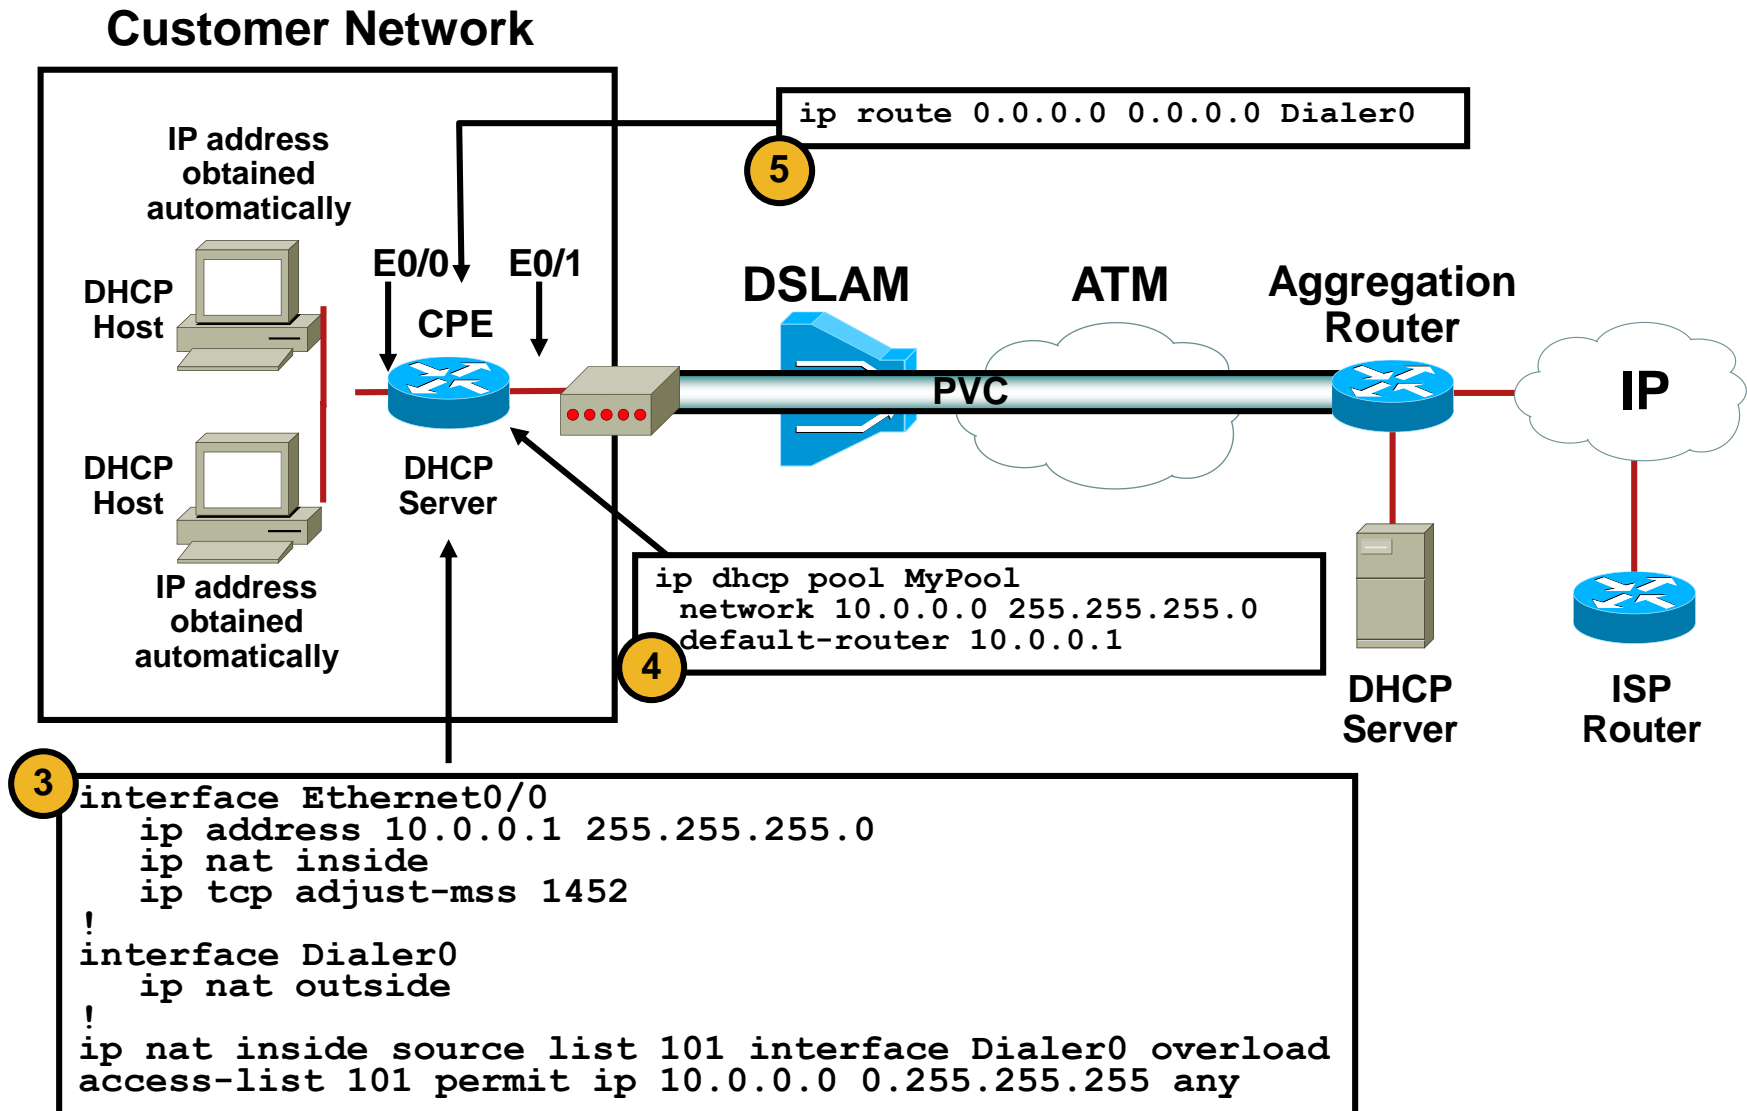 Customer Network
ip route 0.0.0.0 0.0.0.0 Dialer0
5
IP address
obtained
automatically
E0/0
E0/1
DHCP
Host
CPE
DSLAM
ATM
Aggregation
Router
PVC
IP
DHCP
Host
DHCP
Server
IP address
obtained
automatically
ip dhcp pool MyPool
network 10.0.0.0 255.255.255.0
default-router 10.0.0.1
4
DHCP
Server
ISP
Router
3
interface Ethernet0/0
ip address 10.0.0.1 255.255.255.0
ip nat inside
ip tcp adjust-mss 1452
!
interface Dialer0
ip nat outside
!
ip nat inside source list 101 interface Dialer0 overload
access-list 101 permit ip 10.0.0.0 0.255.255.255 any